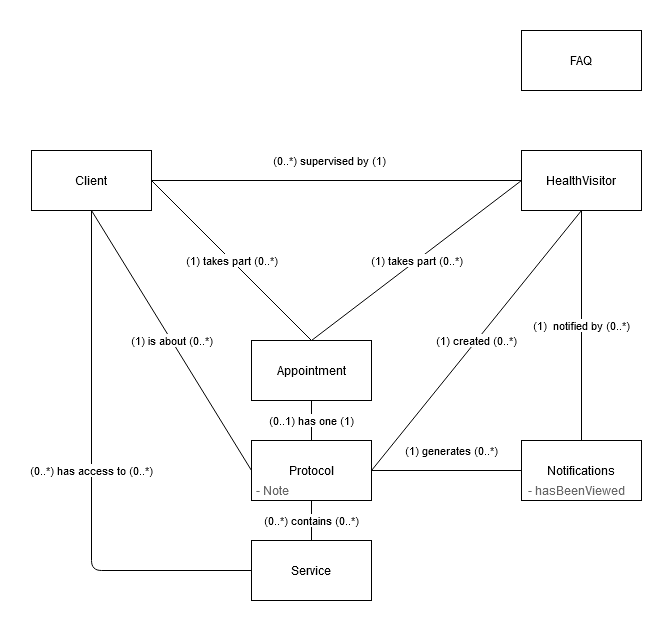 FAQ
(0..*) supervised by (1)
Client
HealthVisitor
(1) takes part (0..*)
(1) takes part (0..*)
(1) notified by (0..*)
(1) is about (0..*)
(1) created (0..*)
Appointment
(0..1) has one (1)
(1) generates (0..*)
(0..*) has access to (0..*)
Protocol
- Note
Notifications
- hasBeenViewed
(0..*) contains (0..*)
Service